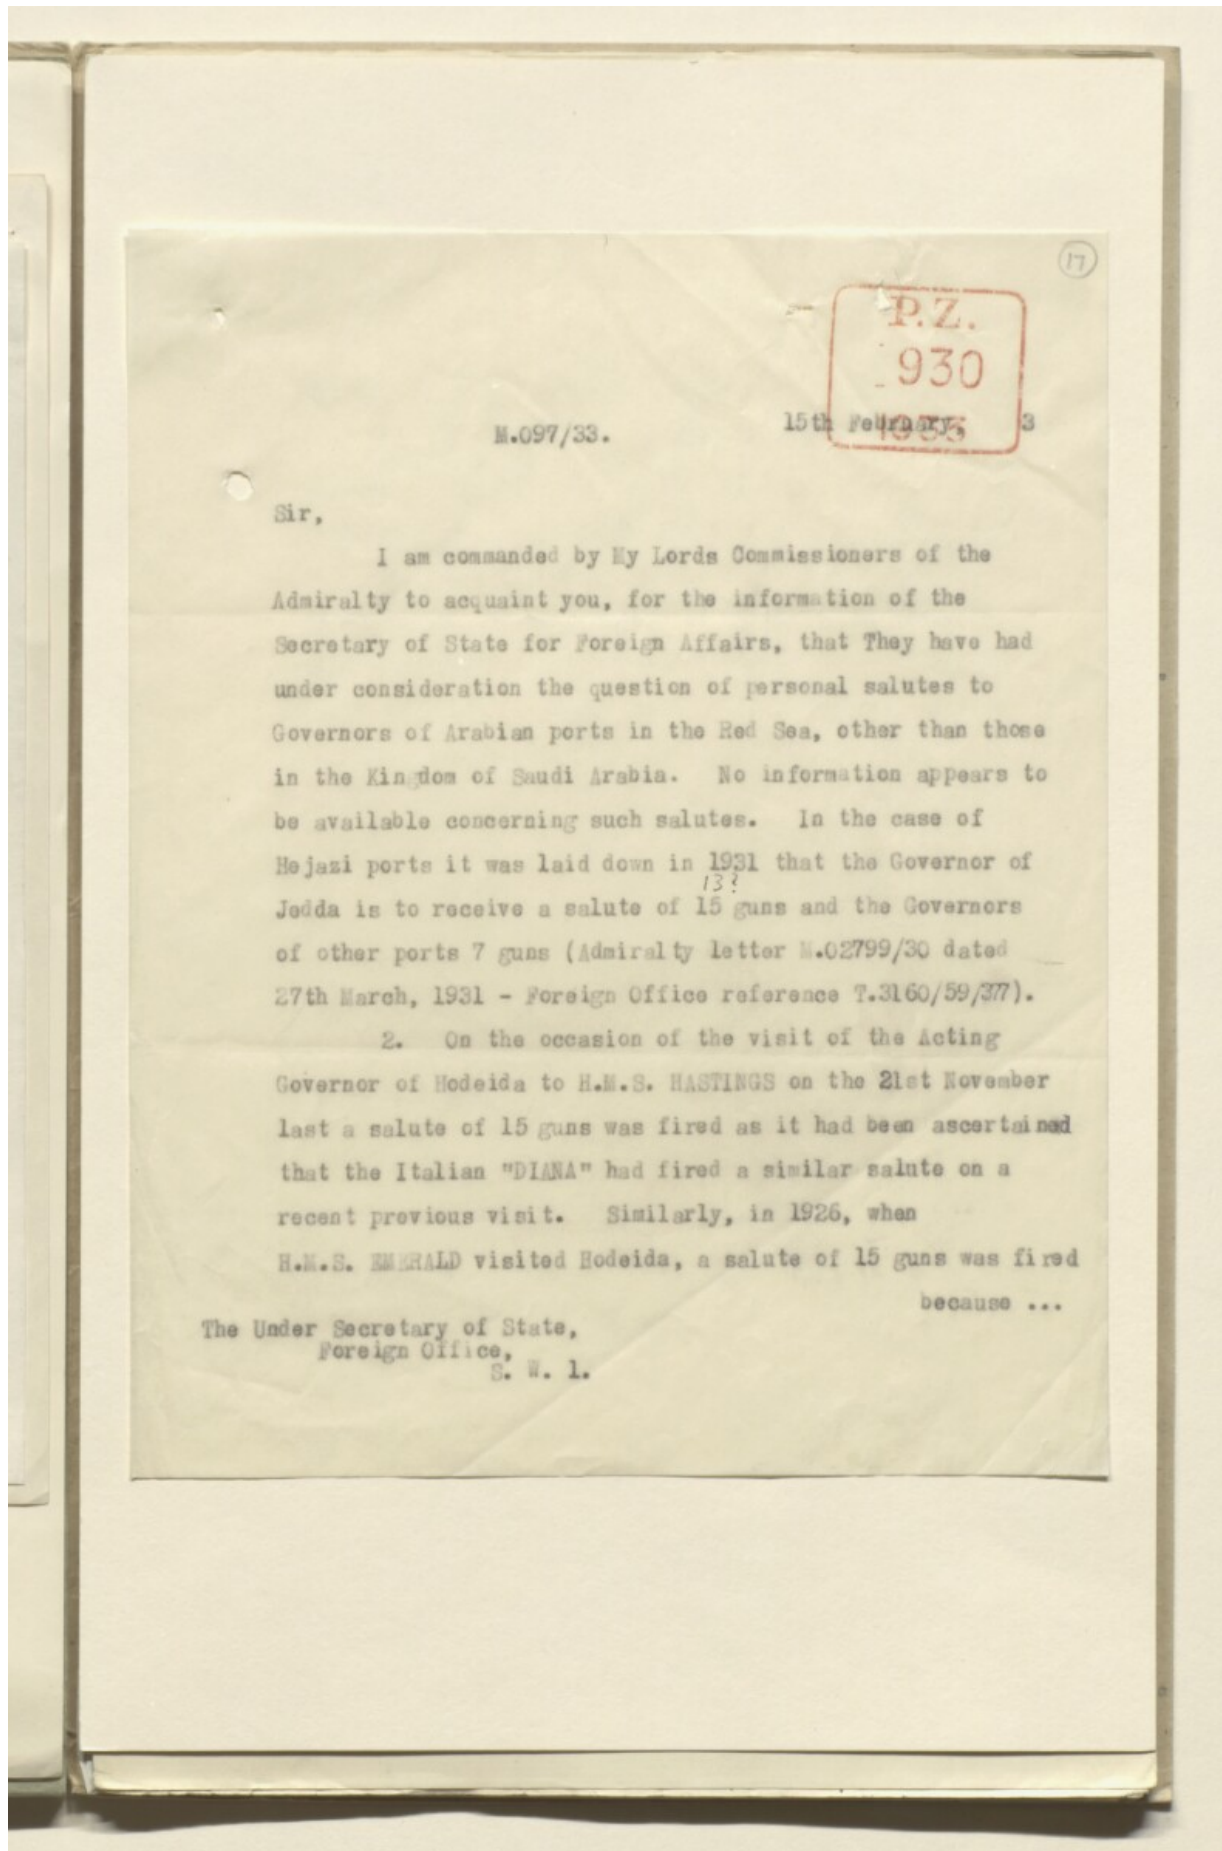 17
P.Z.
930
1933
M.097/33. 15th February, 3
Sir,
I am commanded by My Lords Commissioners of the
Admiralty to acquaint you, for the information of the
Secretary of State for Foreign Affairs, that They have had
under consideration the question of personal salutes to
Governors of Arabian ports in the Red Sea, other than those
in the Kingdom of Saudi Arabia. No information appears to
be available concerning such salutes. In the case of
Hejazi ports it was laid down in 1931 that the Governor of
13?
Jedda is to receive a salute of 15 guns and the Governors
of other ports 7 guns (Admiralty letter M.02799/30 dated
27th March, 1931 - Foreign Office reference T.3160/59/377).
2. On the occasion of the visit of the Acting
Governor of Hodeida to H.M.S. HASTINGS on the 21st November
last a salute of 15 guns was fired as it had been ascertained
that the Italian "DIANA" had fired a similar salute on a
recent previous visit. Similarly, in 1926, when
H.M.S. EMERALD visited Hodeida, a salute of 15 guns was fired
because ...
The Under Secretary of State,
Foreign Office,
S. W. 1.